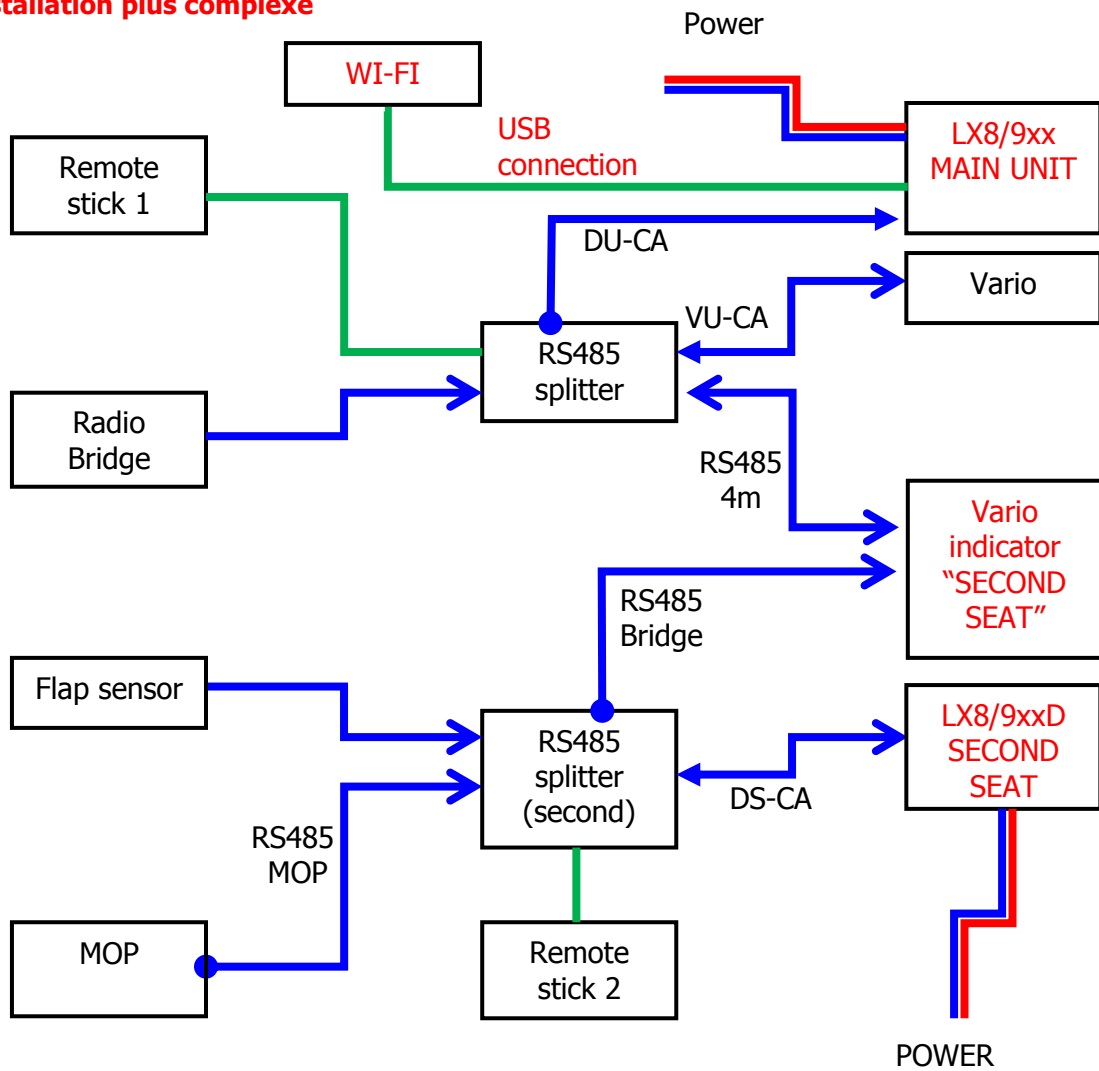 stallation plus complexe
Power
WI-FI
USB
connection
LX8/9xx
MAIN UNIT
Remote
stick 1
DU-CA
Vario
VU-CA
RS485
splitter
Radio
Bridge
RS485
4m
Vario
indicator
“SECOND
SEAT”
RS485
Bridge
Flap sensor
RS485
splitter
(second)
LX8/9xxD
SECOND
SEAT
DS-CA
RS485
MOP
MOP
Remote
stick 2
POWER